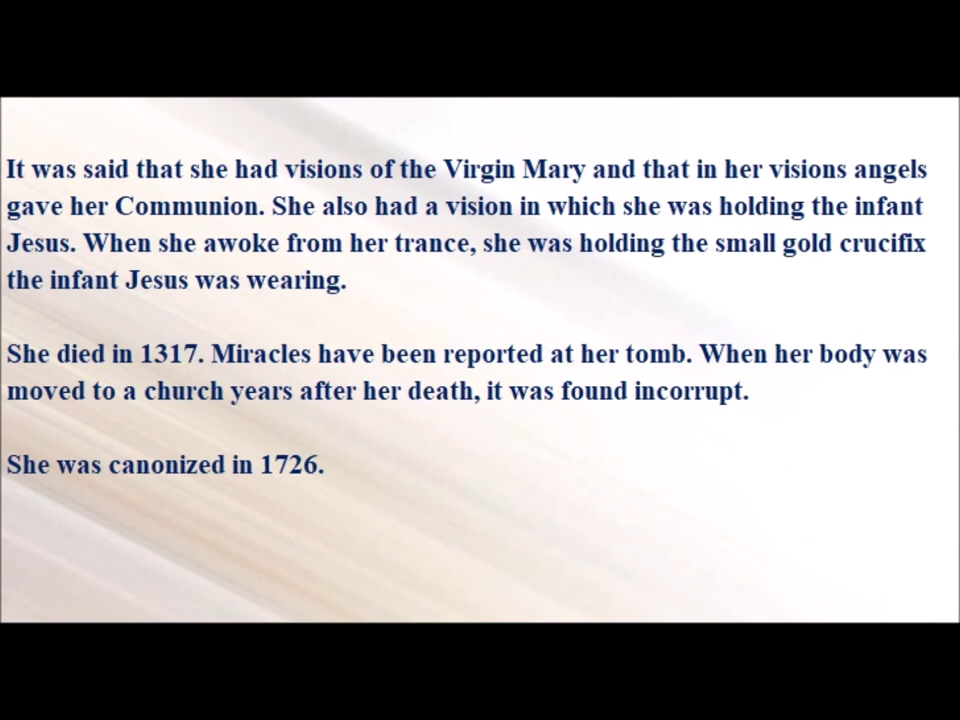 It was said that she had visions of the Virgin Mary and that in her visions angels
gave her Communion. She also had a vision in which she was holding the infant
Jesus. When she awoke from her trance, she was holding the small gold crucifix
the infant Jesus was wearing.
She died in 1317. Miracles have been reported at her tomb. When her body was
moved to a church years after her death, it was found incorrupt.
She was canonized in 1726.